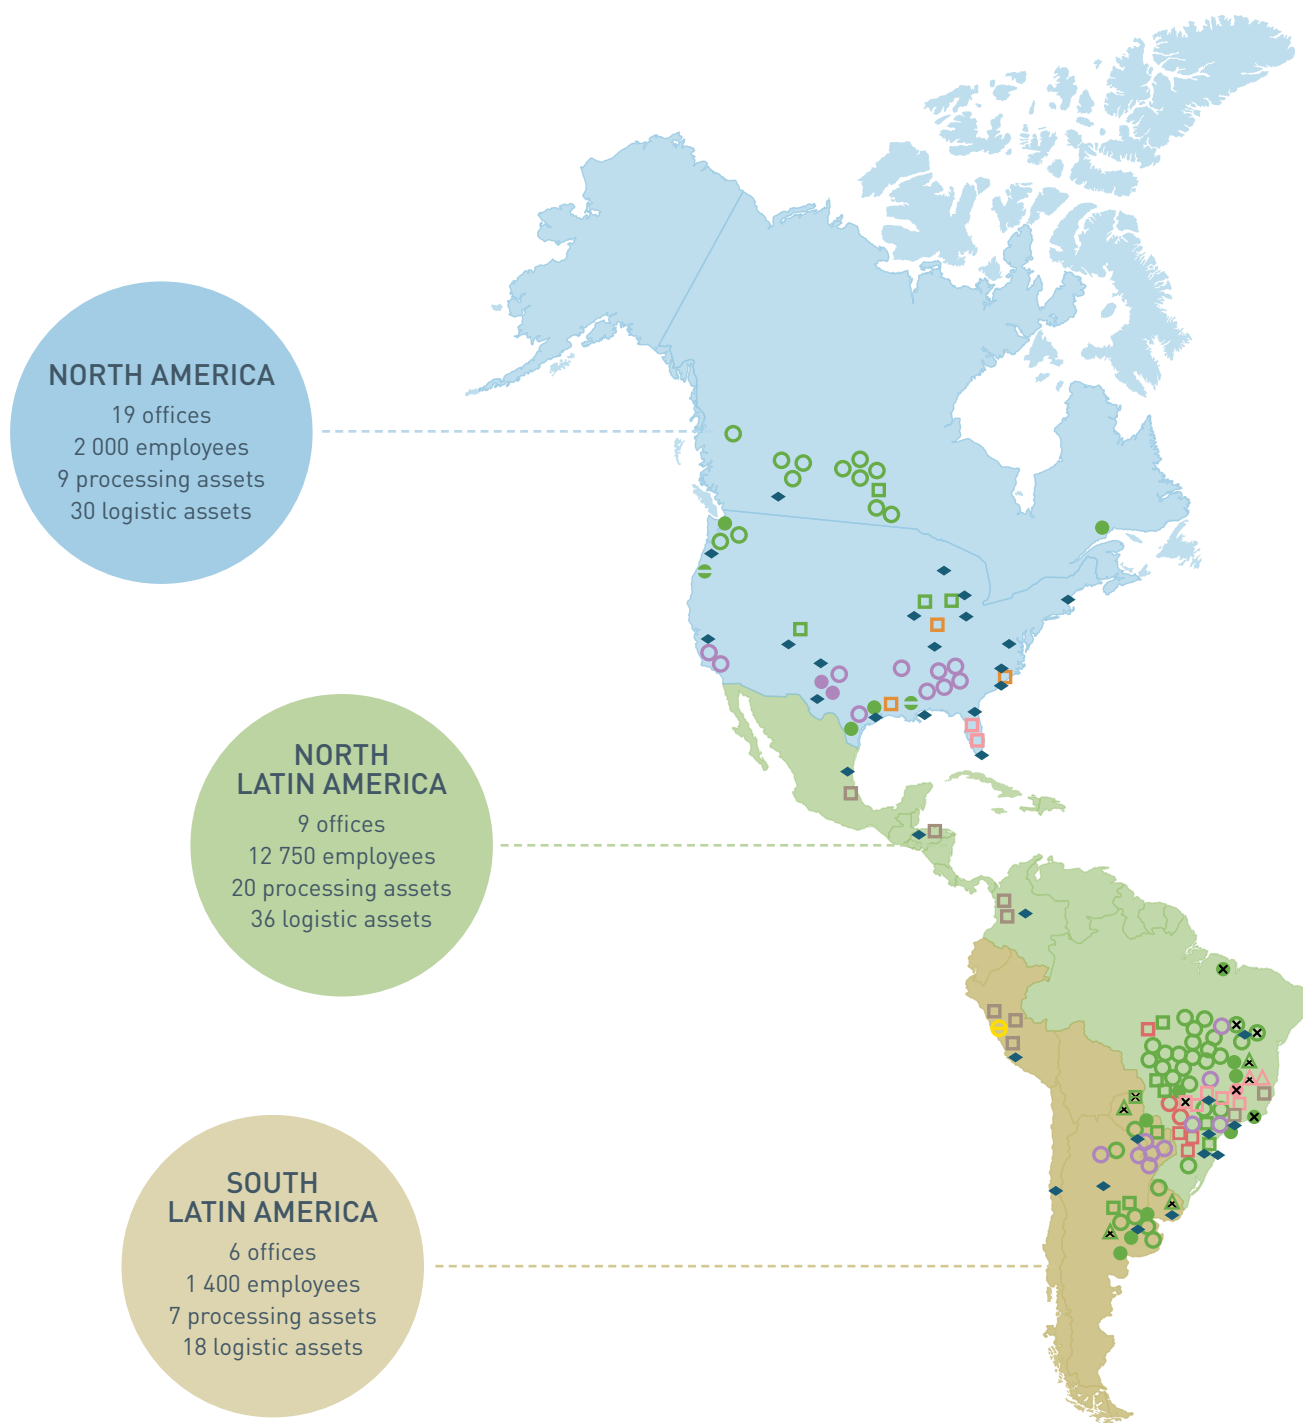 NORTH AMERICA
19 offices
2 000 employees
9 processing assets
30 logistic assets
NORTH
LATIN AMERICA
9 offices
12 750 employees
20 processing assets
36 logistic assets
SOUTH
LATIN AMERICA
6 offices
1 400 employees
7 processing assets
18 logistic assets